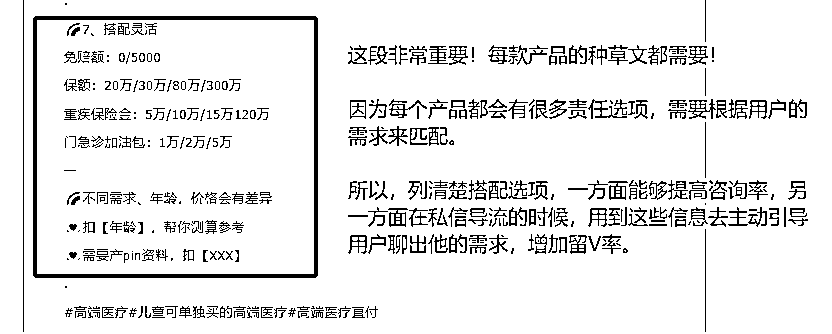 7、搭配灵活
免赔额：0/5000
保额：20万/30万/80万/300万
重疾保险会：5万/10万/15万120万
门急诊加油包：1万/2万/5万
—
不同需求、年龄，价格会有差异
扣【年龄】，帮你测算参考
需要产pin资料，扣【XXX】
#高端医疗#儿童可单独买的高端医疗#高端医疗直付
这段非常重要！每款产品的种草文都需要！
因为每个产品都会有很多责任选项，需要根据用户的
需求来匹配。
所以，列清楚搭配选项，一方面能够提高咨询率，另
一方面在私信导流的时候，用到这些信息去主动引导
用户聊出他的需求，增加留V率。